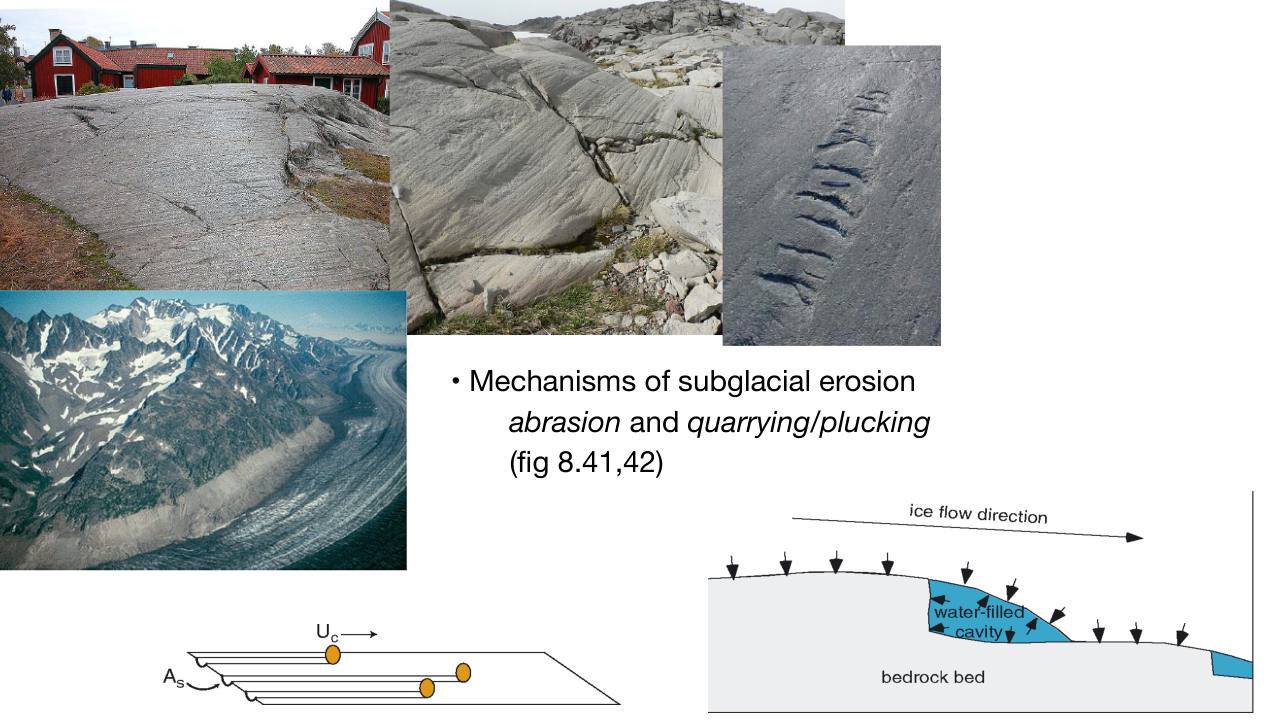 • Mechanisms of subglacial erosion
abrasion and quarrying/plucking
(fig 8.41,42)
ice flow direction
water-filled
cavity
bedrock bed
Uc
As